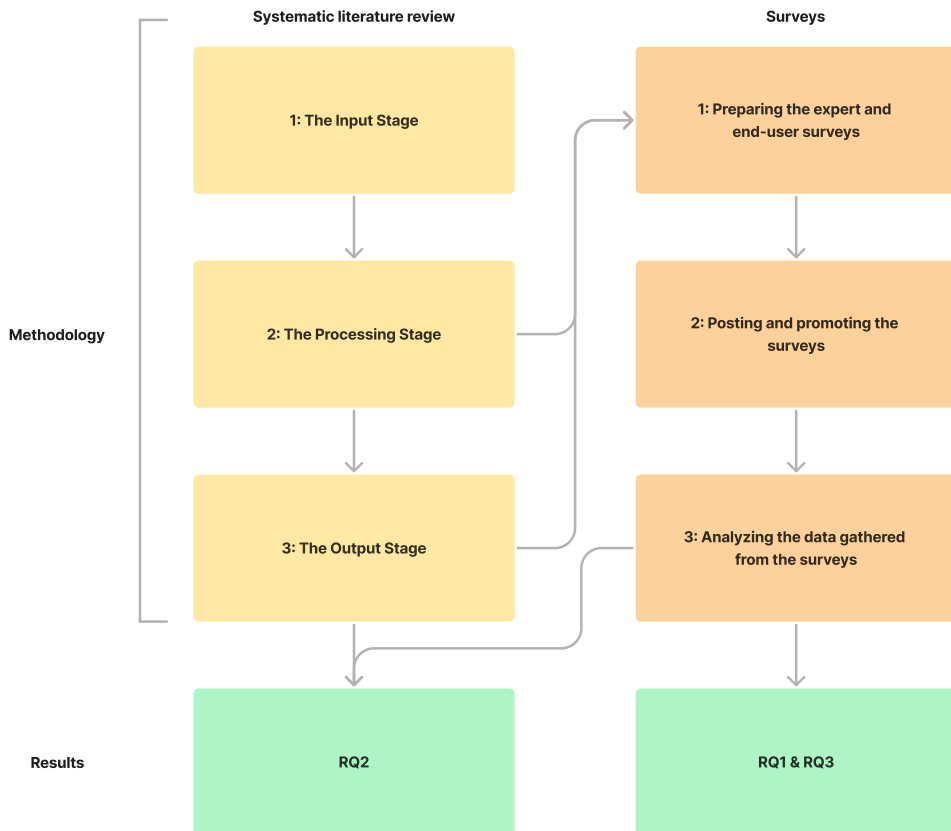 Systematic literature review
Surveys
1: The Input Stage
1: Preparing the expert and
end-user surveys
Methodology
2: The Processing Stage
2: Posting and promoting the
surveys
3: The Output Stage
3: Analyzing the data gathered
from the surveys
Results
RQ2
RQ1 & RQ3